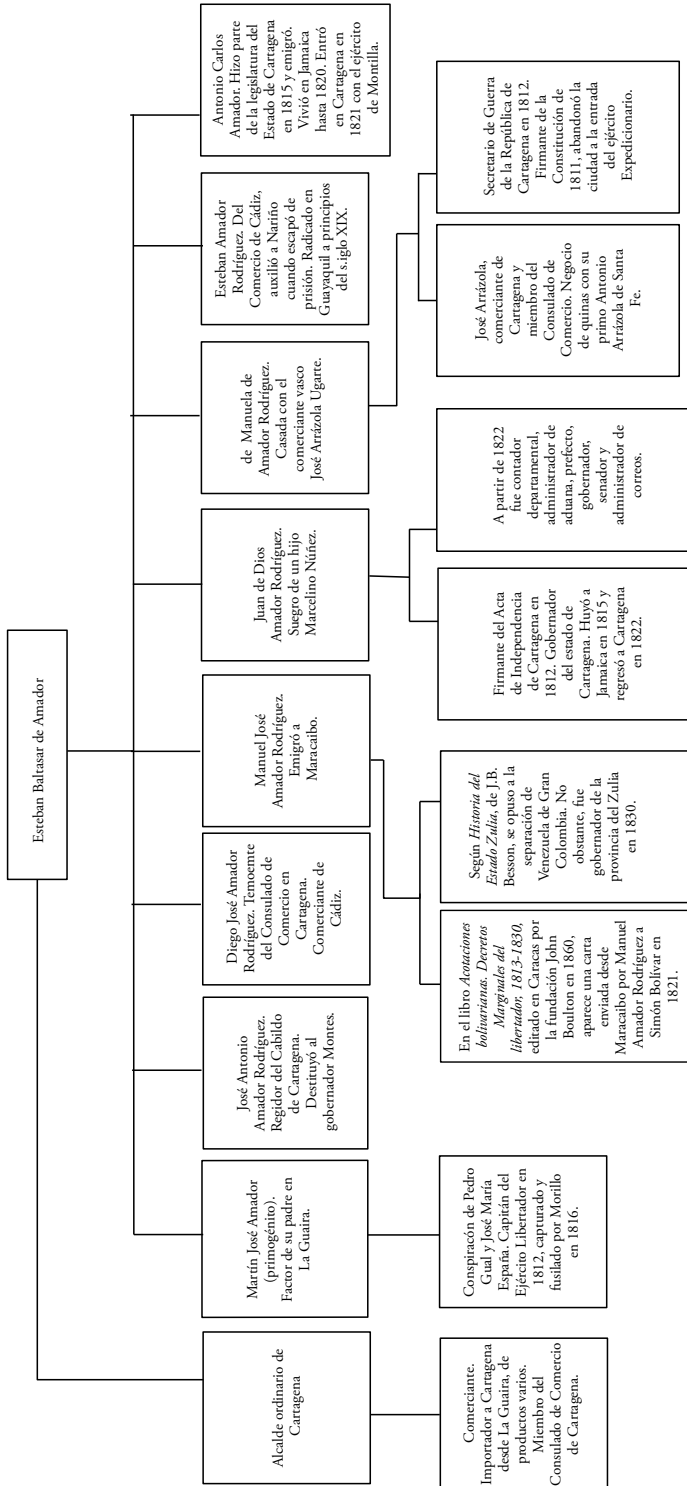 Esteban Baltasar de Amador
Alcalde ordinario de
Cartagena
Martín José Amador
(primogénito).
Factor de su padre en
La Guaira.
José Antonio
Amador Rodríguez.
Regidor del Cabildo
de Cartagena.
Destituyó al
gobernador Montes.
Diego José Amador
Rodríguez. Temoemte
del Consulado de
Comercio en
Cartagena.
Comerciante de
Cádiz.
Manuel José
Amador Rodríguez.
Emigró a
Maracaibo.
Juan de Dios
Amador Rodríguez.
Suegro de un hijo
Marcelino Núñez.
de Manuela de
Amador Rodríguez.
Casada con el
comerciante vasco
José Arrázola Ugarte.
Esteban Amador
Rodríguez. Del
Comercio de Cádiz,
auxilió a Nariño
cuando escapó de
prisión. Radicado en
Guayaquil a principios
del s.iglo XIX.
Antonio Carlos
Amador. Hizo parte
de la legislatura del
Estado de Cartagena
en 1815 y emigró.
Vivió en Jamaica
hasta 1820. Entró
en Cartagena en
1821 con el ejército
de Montilla.
Comerciante.
Importador a Cartagena
desde La Guaira, de
productos varios.
Miembro del
Consulado de Comercio
de Cartagena.
Conspiracón de Pedro
Gual y José María
España. Capitán del
Ejército Libertador en
1812, capturado y
fusilado por Morillo
en 1816.
En el libro Acotaciones
bolivarianas. Decretos
Marginales del
libertador, 1813-1830,
editado en Caracas por
la fundación John
Boulton en 1860,
aparece una carta
enviada desde
Maracaibo por Manuel
Amador Rodríguez a
Simón Bolívar en
1821.
Según Historia del
Estado Zulia, de J.B.
Besson, se opuso a la
separación de
Venezuela de Gran
Colombia. No
obstante, fue
gobernador de la
provincia del Zulia
en 1830.
Firmante del Acta
de Independencia
de Cartagena en
1812. Gobernador
del estado de
Cartagena. Huyó a
Jamaica en 1815 y
regresó a Cartagena
en 1822.
A partir de 1822
fue contador
departamental,
administrador de
aduana, prefecto,
gobernador,
senador y
administrador de
correos.
José Arrázola,
comerciante de
Cartagena y
miembro del
Consulado de
Comercio. Negocio
de quinas con su
primo Antonio
Arrázola de Santa
Fe.
Secretario de Guerra
de la República de
Cartagena en 1812.
Firmante de la
Constitución de
1811, abandonó la
ciudad a la entrada
del ejército
Expedicionario.